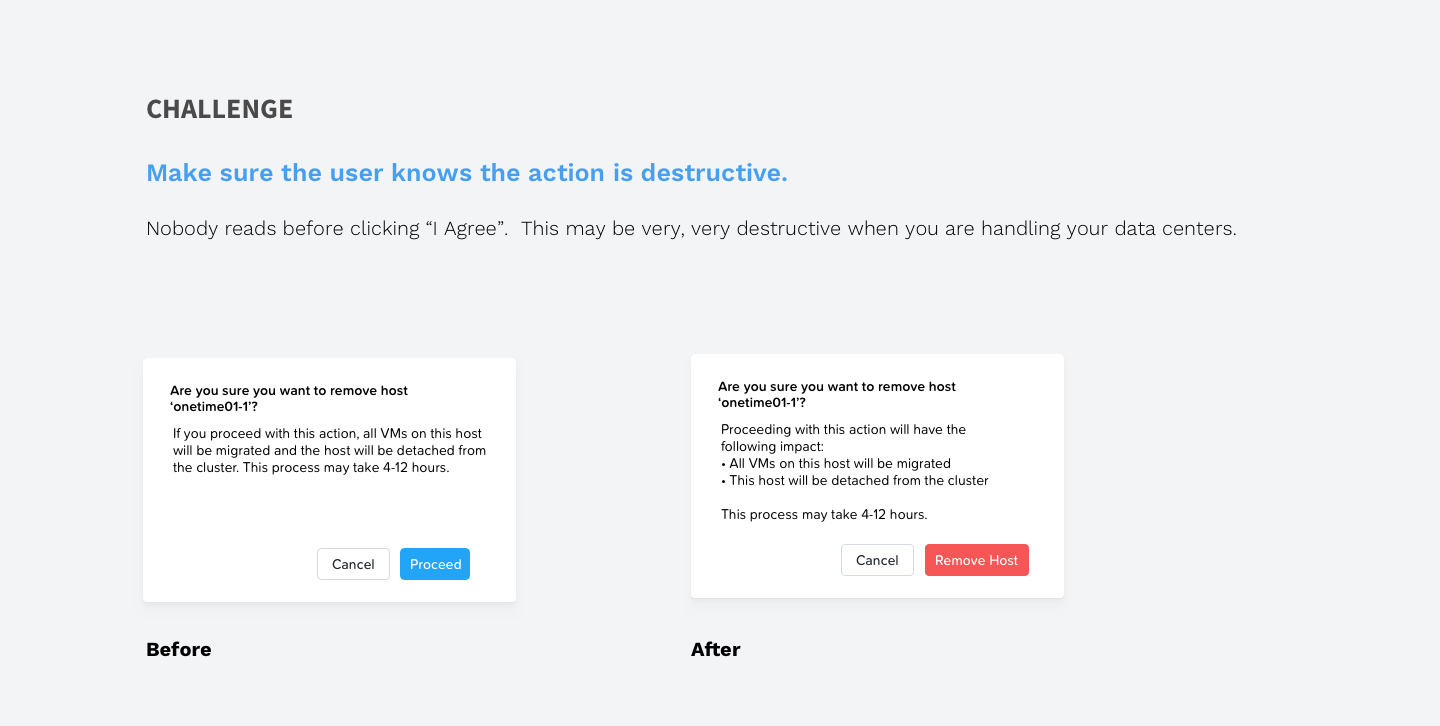 CHALLENGE
Make sure the user knows the action is destructive.
Nobody reads before clicking “I Agree”.  This may be very, very destructive when you are handling your data centers.
Are you sure you want to remove host
‘onetime01-1’?
If you proceed with this action, all VMs on this host
will be migrated and the host will be detached from
the cluster. This process may take 4-12 hours.
Cancel
Proceed
Before
Are you sure you want to remove host
‘onetime01-1’?
Proceeding with this action will have the
following impact:
• All VMs on this host will be migrated
• This host will be detached from the cluster
This process may take 4-12 hours.
Cancel
Remove Host
After